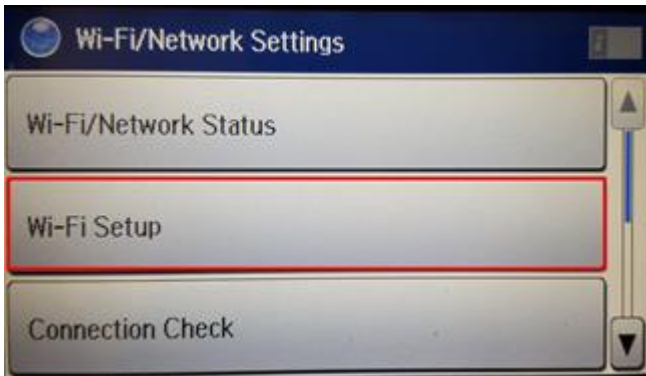 Wi-Fi/Network Settings
Wi-Fi/Network Status
Wi-Fi Setup
Connection Check